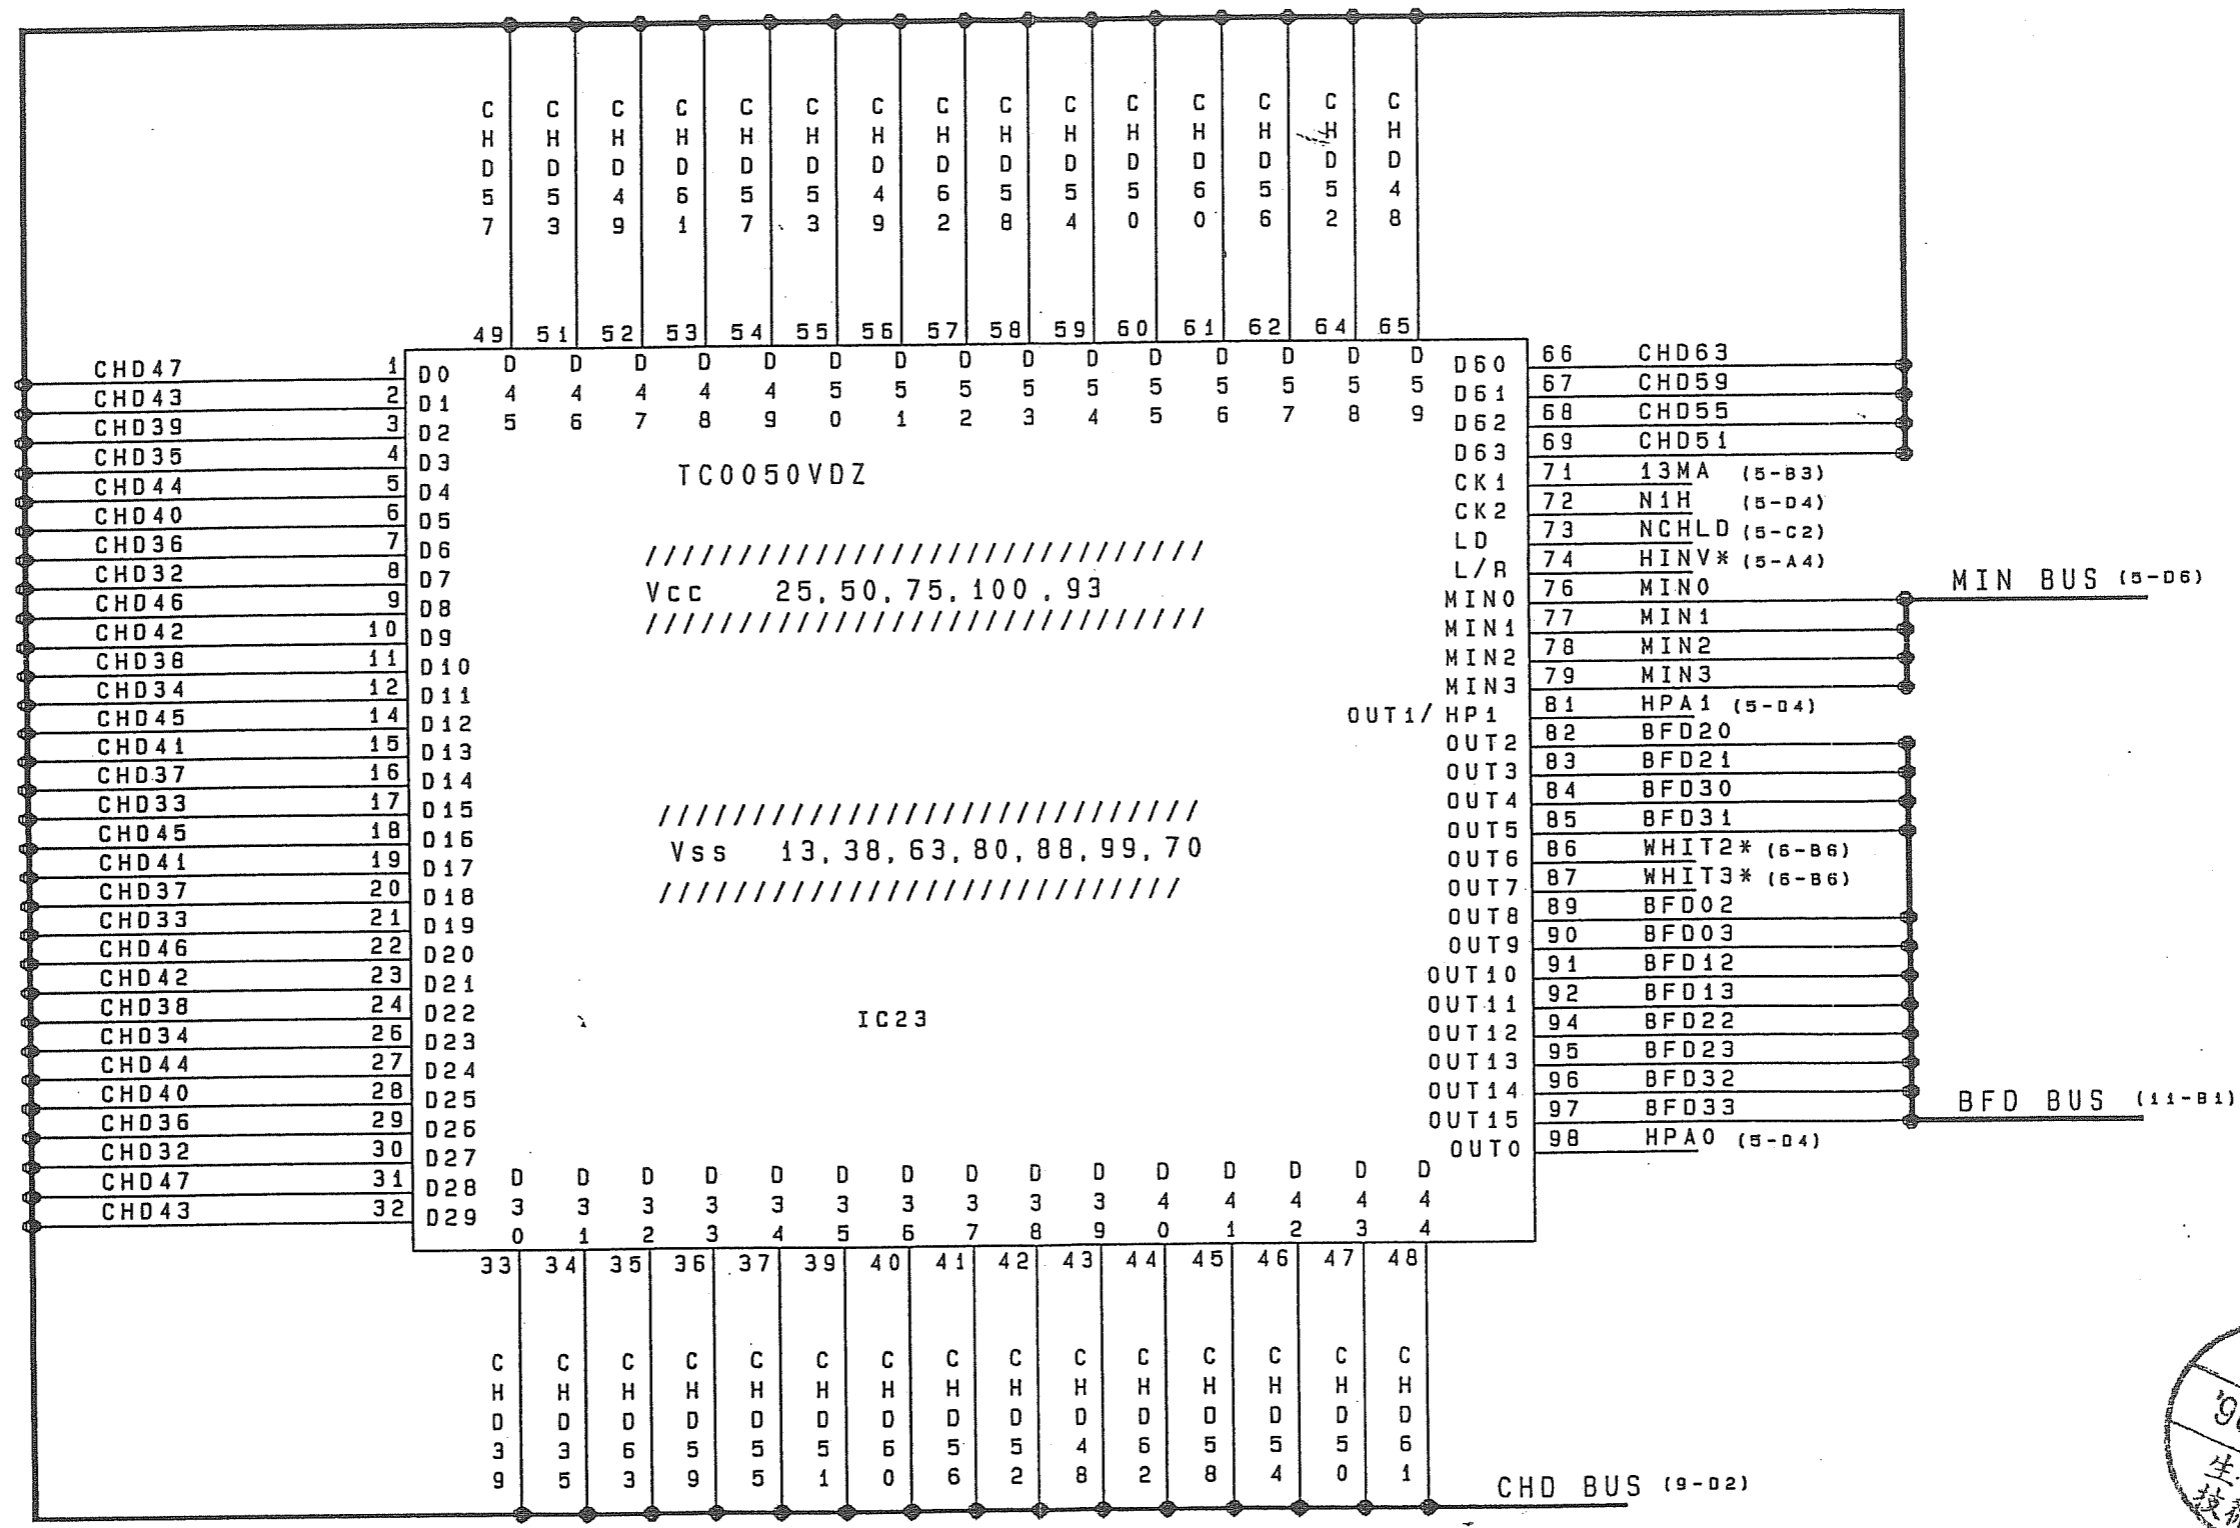 CHD57 CHD53 CHD49 CHD61 CHD57 CHD53 CHD49 CHD62 CHD58 CHD54 CHD50 CHD60 CHD56 CHD52 CHD48
49 51 52 53 54 55 56 57 58 59 60 61 62 64 65
D45 D46 D47 D48 D49 D50 D51 D52 D53 D54 D55 D56 D57 D58 D59
CHD47 1 D0
CHD43 2 D1
CHD39 3 D2
CHD35 4 D3
CHD44 5 D4
CHD40 6 D5
CHD36 7 D6
CHD32 8 D7
CHD46 9 D8
CHD42 10 D9
CHD38 11 D10
CHD34 12 D11
CHD45 14 D12
CHD41 15 D13
CHD37 16 D14
CHD33 17 D15
CHD45 18 D16
CHD41 19 D17
CHD37 20 D18
CHD33 21 D19
CHD46 22 D20
CHD42 23 D21
CHD38 24 D22
CHD34 26 D23
CHD44 27 D24
CHD40 28 D25
CHD36 29 D26
CHD32 30 D27
CHD47 31 D28
CHD43 32 D29
TC0050VDZ
//////////////////////////////
Vcc 25,50,75,100,93
//////////////////////////////
/////////////////////////////
Vss 13,38,63,80,88,99,70
////////////////////////////
IC23
D60 66 CHD63
D61 67 CHD59
D62 68 CHD55
D63 69 CHD51
CK1 71 13MA (5-B3)
CK2 72 N1H (5-D4)
LD 73 NCHLD (5-C2)
L/R 74 HINV* (5-A4)
MIN0 76 MIN0
MIN BUS (5-D6)
MIN1 77 MIN1
MIN2 78 MIN2
MIN3 79 MIN3
OUT1/HP1 81 HPA1 (5-D4)
OUT2 82 BFD20
OUT3 83 BFD21
OUT4 84 BFD30
OUT5 85 BFD31
OUT6 86 WHIT2* (6-B6)
OUT7 87 WHIT3* (6-B6)
OUT8 89 BFD02
OUT9 90 BFD03
OUT10 91 BFD12
OUT11 92 BFD13
OUT12 94 BFD22
OUT13 95 BFD23
OUT14 96 BFD32
OUT15 97 BFD33
BFD BUS (11-B1)
OUT0 98 HPA0 (5-D4)
D30 D31 D32 D33 D34 D35 D36 D37 D38 D39 D40 D41 D42 D43 D44
33 34 35 36 37 39 40 41 42 43 44 45 46 47 48
CHD39 CHD35 CHD63 CHD59 CHD55 CHD51 CHD60 CHD56 CHD52 CHD48 CHD62 CHD58 CHD54 CHD50 CHD61
CHD BUS (9-D2)
生
技